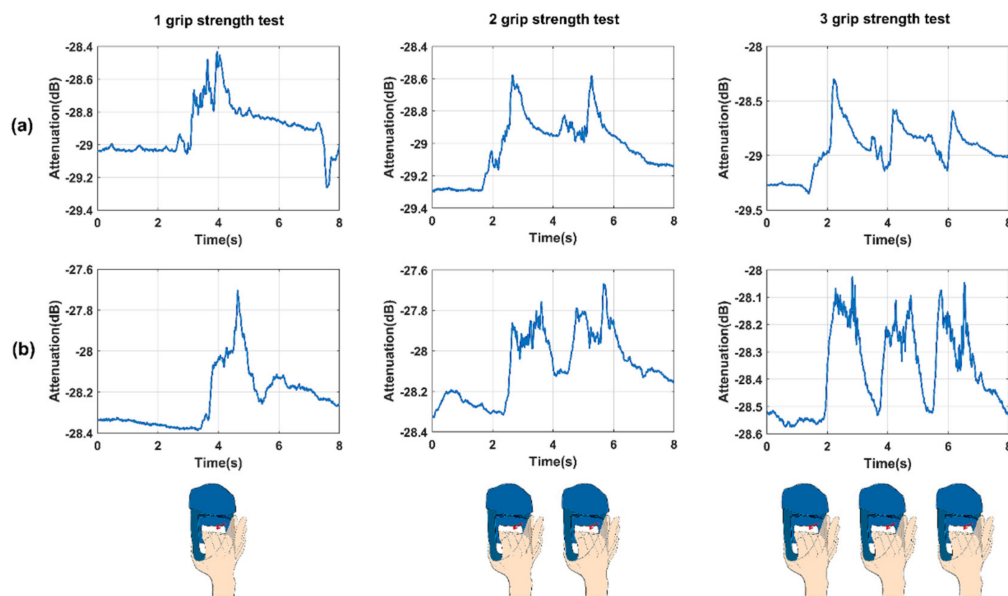 1 grip strength test
2 grip strength test
3 grip strength test
(a)
Attenuation(dB)
-28.4
-28.6
-28.8
-29
-29.2
-29.4
0 2 4 6 8
Time(s)
Attenuation(dB)
-28.4
-28.6
-28.8
-29
-29.2
-29.4
0 2 4 6 8
Time(s)
Attenuation(dB)
-28
-28.5
-29
-29.5
0 2 4 6 8
Time(s)
(b)
Attenuation(dB)
-27.6
-27.8
-28
-28.2
-28.4
0 2 4 6 8
Time(s)
Attenuation(dB)
-27.6
-27.8
-28
-28.2
-28.4
0 2 4 6 8
Time(s)
Attenuation(dB)
-28
-28.1
-28.2
-28.3
-28.4
-28.5
-28.6
0 2 4 6 8
Time(s)